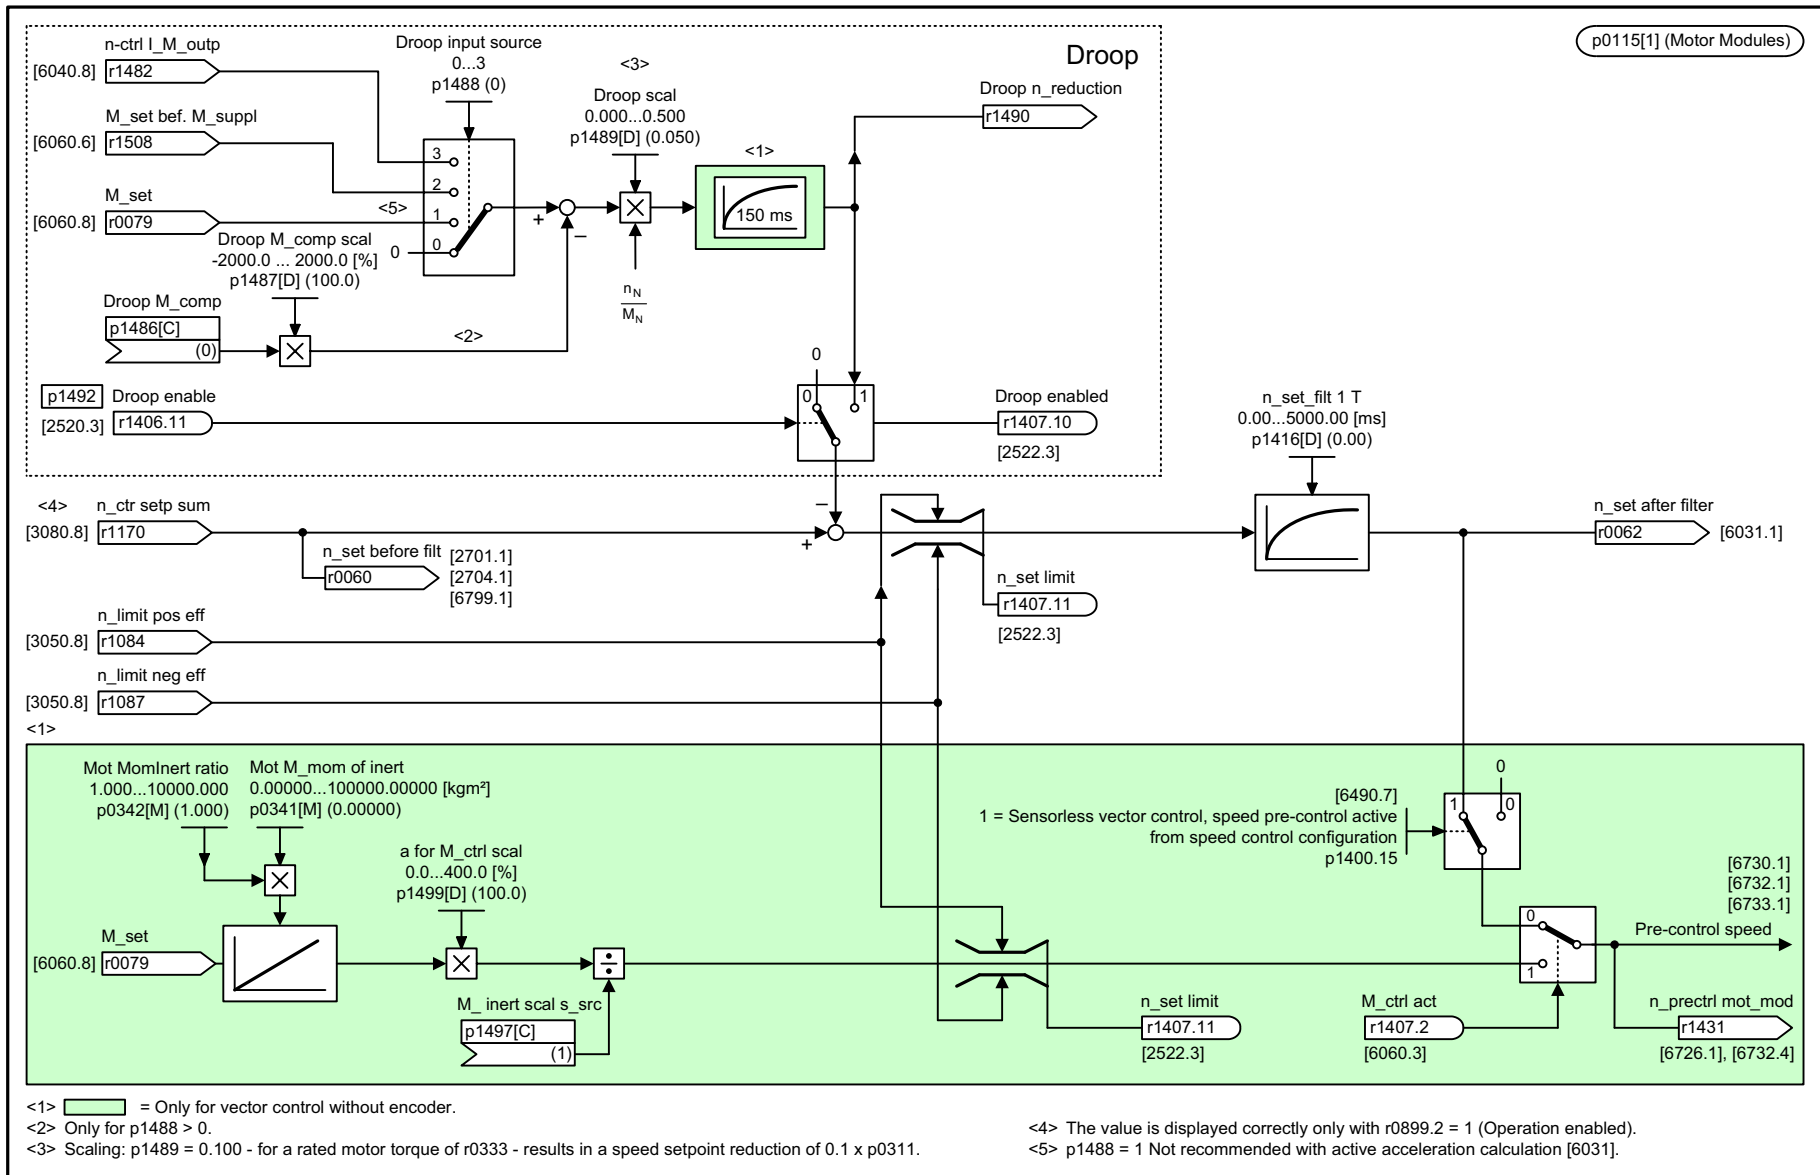 p0115[1] (Motor Modules)
Droop
n-ctrl I_M_outp
[6040.8] r1482
M_set bef. M_suppl
[6060.6] r1508
M_set
[6060.8] r0079
Droop input source
0...3
p1488 (0)
3
2
<5> 1
0 0
+
–
<3>
Droop scal
0.000...0.500
p1489[D] (0.050)
n_N
M_N
<1>
150 ms
Droop n_reduction
r1490
Droop M_comp scal
-2000.0 ... 2000.0 [%]
p1487[D] (100.0)
Droop M_comp
p1486[C]
(0)
<2>
p1492 Droop enable
[2520.3] r1406.11
0
0 1
Droop enabled
r1407.10
[2522.3]
n_set_filt 1 T
0.00...5000.00 [ms]
p1416[D] (0.00)
<4> n_ctr setp sum
[3080.8] r1170
–
+
n_set before filt
r0060
[2701.1]
[2704.1]
[6799.1]
n_set limit
r1407.11
[2522.3]
n_set after filter
r0062 [6031.1]
n_limit pos eff
[3050.8] r1084
n_limit neg eff
[3050.8] r1087
<1>
Mot MomInert ratio
1.000...10000.000
p0342[M] (1.000)
Mot M_mom of inert
0.00000...100000.00000 [kgm²]
p0341[M] (0.00000)
a for M_ctrl scal
0.0...400.0 [%]
p1499[D] (100.0)
M_set
[6060.8] r0079
M_ inert scal s_src
p1497[C]
(1)
[6490.7]
1 = Sensorless vector control, speed pre-control active
from speed control configuration
p1400.15
0
1 0
[6730.1]
[6732.1]
[6733.1]
0
1
Pre-control speed
n_set limit
r1407.11
[2522.3]
M_ctrl act
r1407.2
[6060.3]
n_prectrl mot_mod
r1431
[6726.1], [6732.4]
<1> = Only for vector control without encoder.
<2> Only for p1488 > 0.
<3> Scaling: p1489 = 0.100 - for a rated motor torque of r0333 - results in a speed setpoint reduction of 0.1 x p0311.
<4> The value is displayed correctly only with r0899.2 = 1 (Operation enabled).
<5> p1488 = 1 Not recommended with active acceleration calculation [6031].